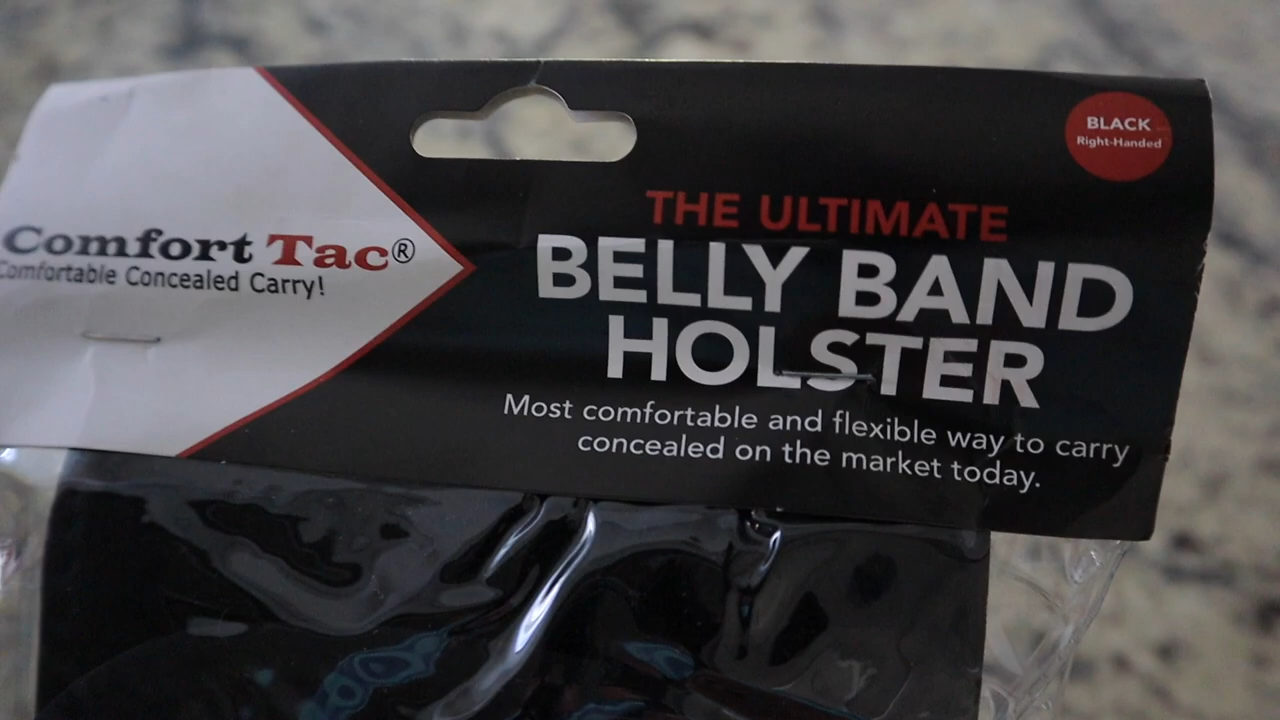 Comfort Tac®
Comfortable Concealed Carry!
BLACK
Right-Handed
THE ULTIMATE
BELLY BAND
HOLSTER
Most comfortable and flexible way to carry
concealed on the market today.